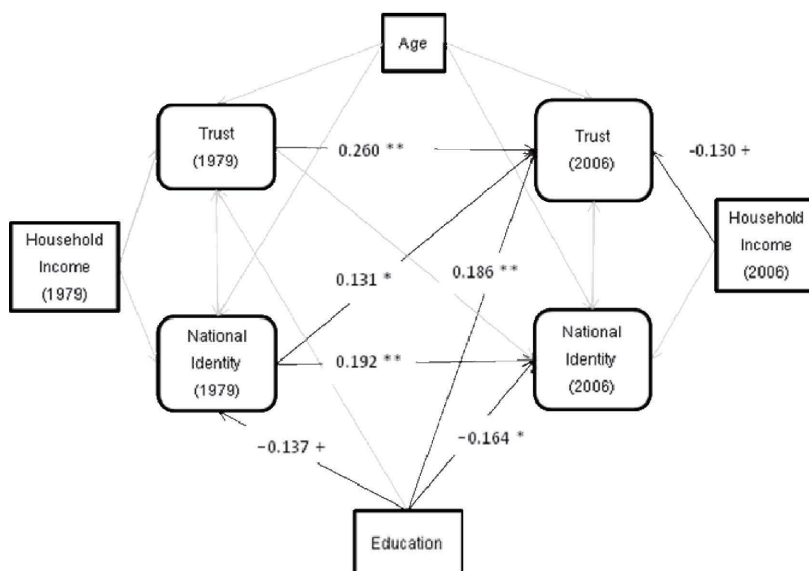 Age
Trust
(1979)
0.260 **
Trust
(2006)
-0.130 +
Household
Income
(1979)
Household
Income
(2006)
0.131 *
0.186 **
National
Identity
(1979)
0.192 **
National
Identity
(2006)
-0.137 +
-0.164 *
Education